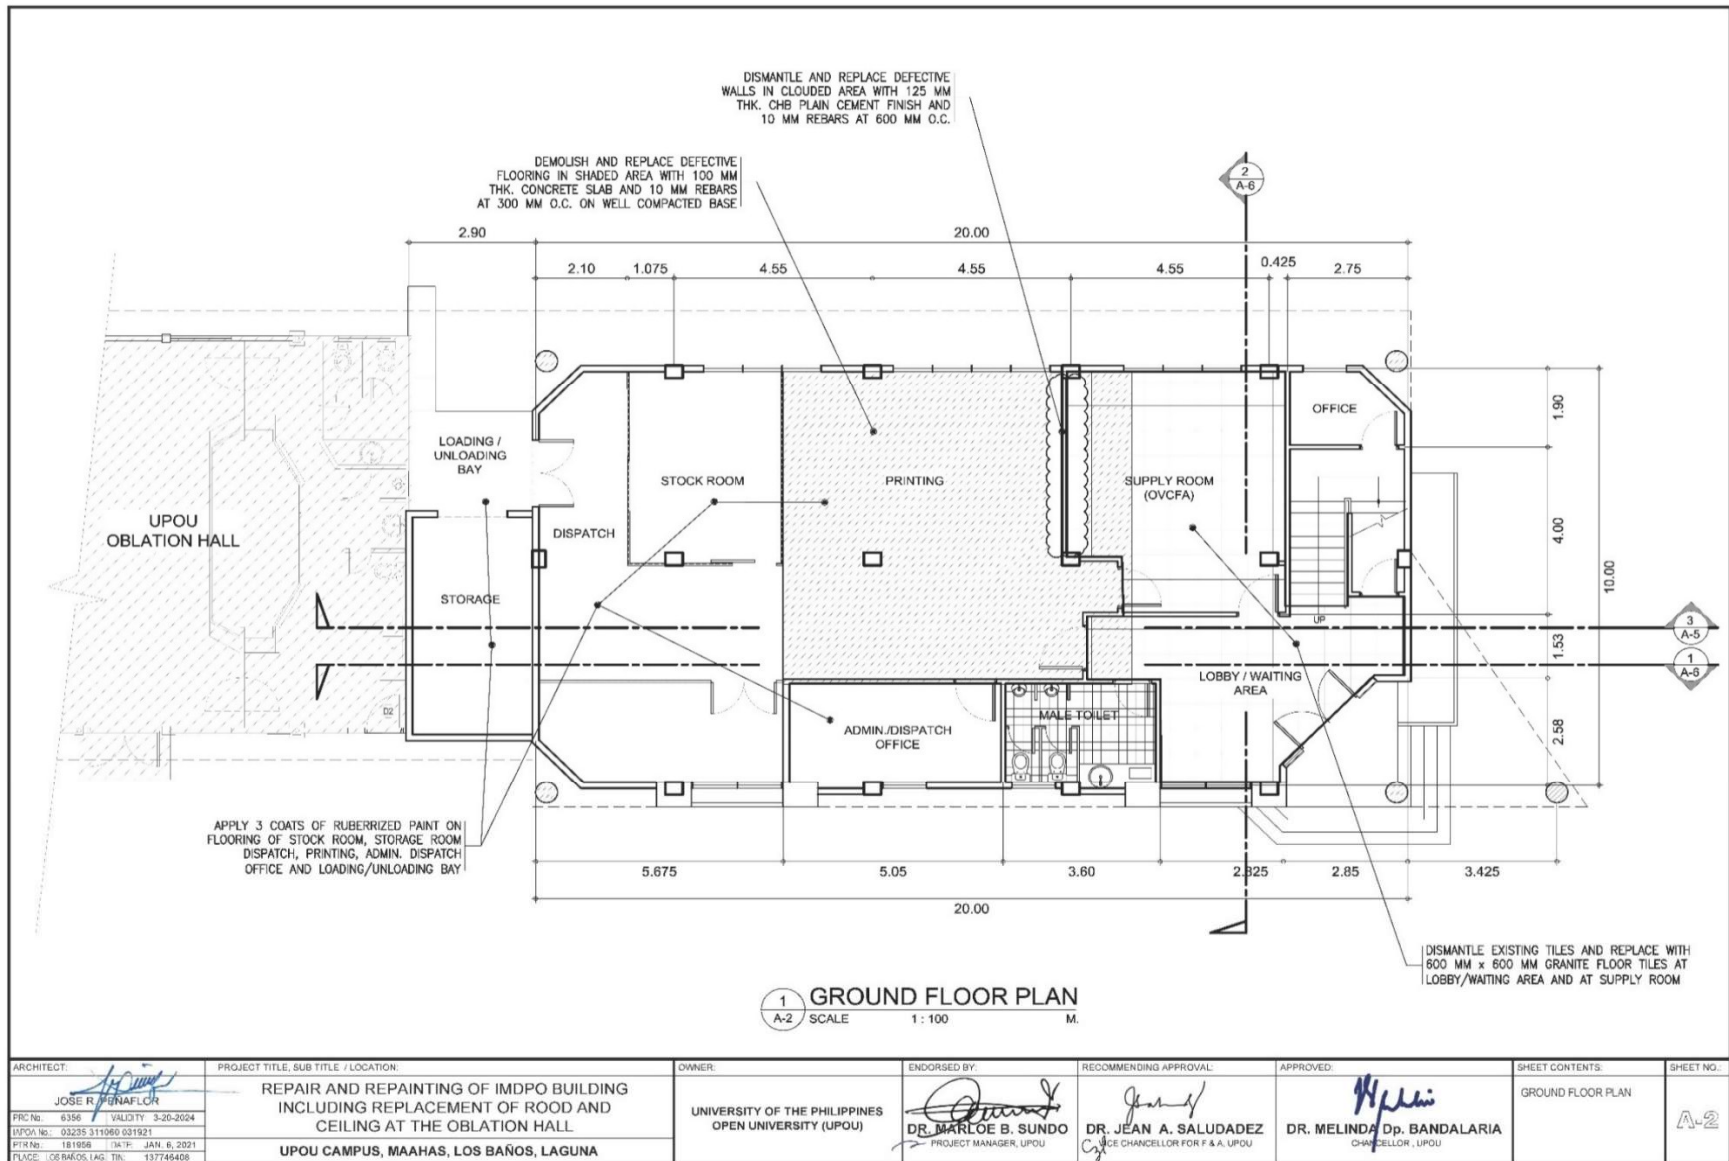 DISMANTLE AND REPLACE DEFECTIVE
WALLS IN CLOUDED AREA WITH 125 MM
THK. CHB PLAIN CEMENT FINISH AND
10 MM REBARS AT 600 MM O.C.
DEMOLISH AND REPLACE DEFECTIVE
FLOORING IN SHADED AREA WITH 100 MM
THK. CONCRETE SLAB AND 10 MM REBARS
AT 300 MM O.C. ON WELL COMPACTED BASE
2
A-6
2.90
20.00
2.10 1.075 4.55 4.55 4.55 0.425 2.75
OFFICE
1.90
LOADING /
UNLOADING
BAY
STOCK ROOM
PRINTING
SUPPLY ROOM
(OVCFA)
UPOU
OBLATION HALL
DISPATCH
4.00
10.00
STORAGE
UP
3
A-5
1.53
1
A-6
LOBBY / WAITING
AREA
D2
MALE TOILET
ADMIN./DISPATCH
OFFICE
2.58
APPLY 3 COATS OF RUBERRIZED PAINT ON
FLOORING OF STOCK ROOM, STORAGE ROOM
DISPATCH, PRINTING, ADMIN. DISPATCH
OFFICE AND LOADING/UNLOADING BAY
5.675 5.05 3.60 2.825 2.85 3.425
20.00
DISMANTLE EXISTING TILES AND REPLACE WITH
600 MM x 600 MM GRANITE FLOOR TILES AT
LOBBY/WAITING AREA AND AT SUPPLY ROOM
1
A-2
GROUND FLOOR PLAN
SCALE 1 : 100 M.
ARCHITECT:
JOSE R. PEÑAFLOR
PRC No.: 6356 VALIDITY 3-20-2024
IAPOA No.: 03235 311060 031921
PTR No.: 181956 DATE: JAN. 6, 2021
PLACE: LOS BAÑOS, LAG. TIN: 137746408
PROJECT TITLE, SUB TITLE / LOCATION:
REPAIR AND REPAINTING OF IMDPO BUILDING
INCLUDING REPLACEMENT OF ROOD AND
CEILING AT THE OBLATION HALL
UPOU CAMPUS, MAAHAS, LOS BAÑOS, LAGUNA
OWNER:
UNIVERSITY OF THE PHILIPPINES
OPEN UNIVERSITY (UPOU)
ENDORSED BY:
DR. MARLOE B. SUNDO
PROJECT MANAGER, UPOU
RECOMMENDING APPROVAL:
DR. JEAN A. SALUDADEZ
VICE CHANCELLOR FOR F & A, UPOU
APPROVED:
DR. MELINDA Dp. BANDALARIA
CHANCELLOR , UPOU
SHEET CONTENTS:
GROUND FLOOR PLAN
SHEET NO.:
A-2